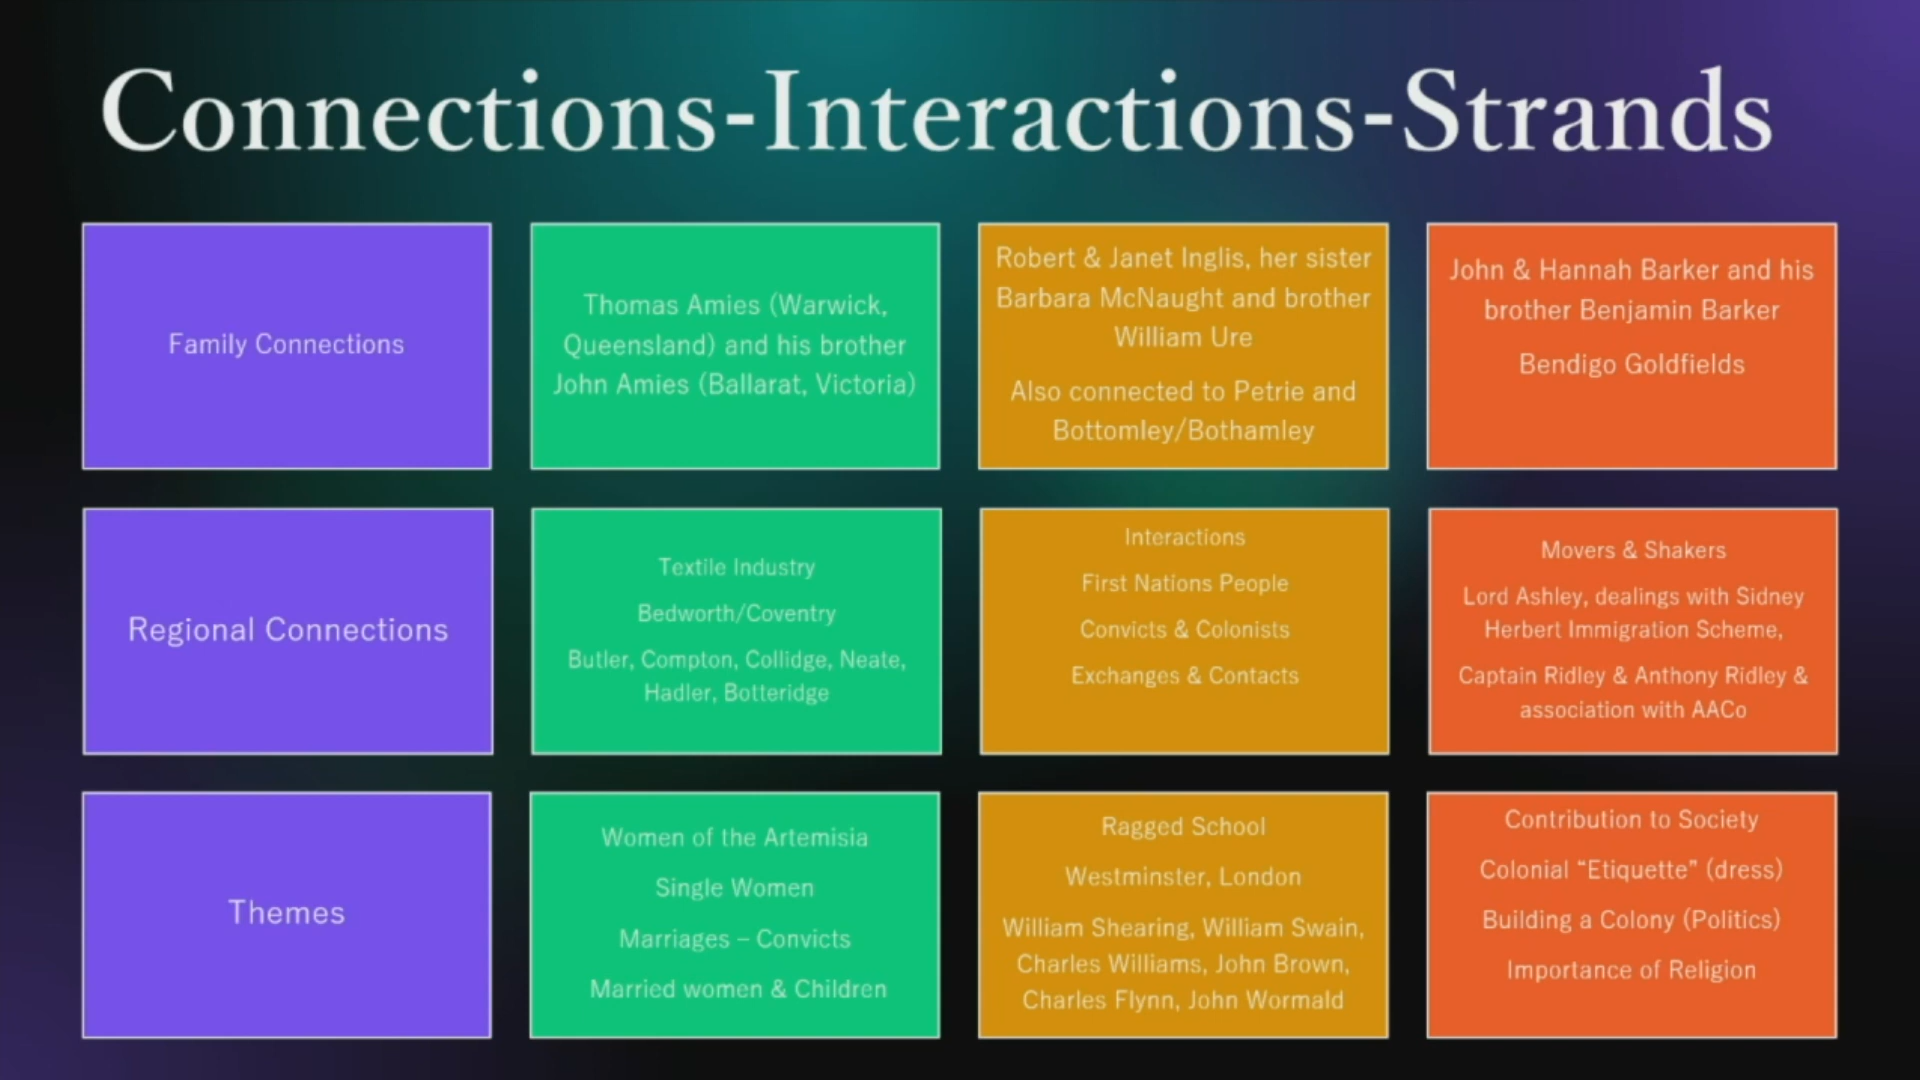 Connections-Interactions-Strands
Family Connections
Thomas Amies (Warwick,
Queensland) and his brother
John Amies (Ballarat, Victoria)
Robert & Janet Inglis, her sister
Barbara McNaught and brother
William Ure
Also connected to Petrie and
Bottomley/Bothamley
John & Hannah Barker and his
brother Benjamin Barker
Bendigo Goldfields
Regional Connections
Textile Industry
Bedworth/Coventry
Butler, Compton, Collidge, Neate,
Hadler, Botteridge
Interactions
First Nations People
Convicts & Colonists
Exchanges & Contacts
Movers & Shakers
Lord Ashley, dealings with Sidney
Herbert Immigration Scheme,
Captain Ridley & Anthony Ridley &
association with AACo
Themes
Women of the Artemisia
Single Women
Marriages – Convicts
Married women & Children
Ragged School
Westminster, London
William Shearing, William Swain,
Charles Williams, John Brown,
Charles Flynn, John Wormald
Contribution to Society
Colonial “Etiquette” (dress)
Building a Colony (Politics)
Importance of Religion